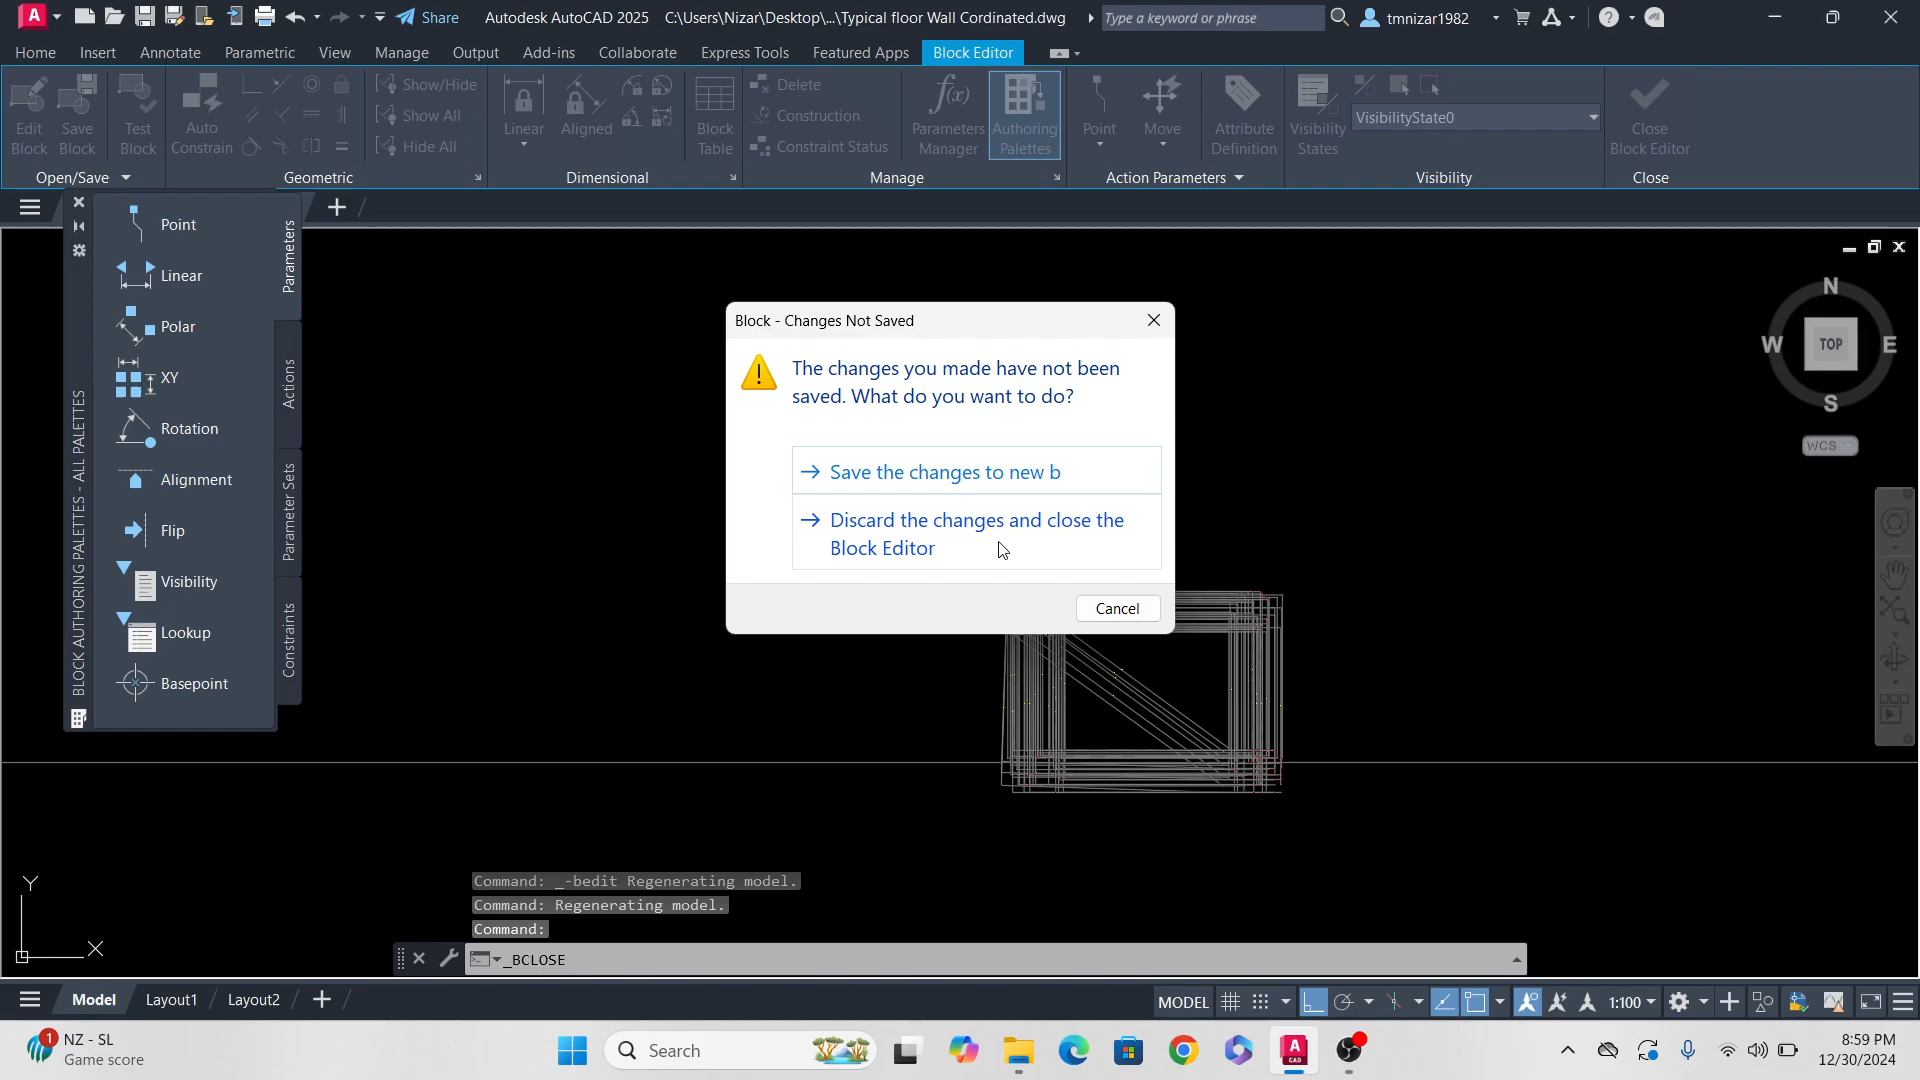 A CAD Share Autodesk AutoCAD 2025 C:\Users\Nizar\Desktop\...\Typical floor Wall Cordinated.dwg Type a keyword or phrase tmnizar1982
Home Insert Annotate Parametric View Manage Output Add-ins Collaborate Express Tools Featured Apps Block Editor
Edit Block Save Block Test Block
Open/Save
Auto Constrain
Show/Hide
Show All
Hide All
Geometric
Linear Aligned
Dimensional
Block Table
Delete
Construction
Constraint Status
Parameters Manager
Authoring Palettes
Manage
Point Move
Action Parameters
Attribute Definition
Visibility States
VisibilityState0
Visibility
Close Block Editor
Close
Point
Linear
Polar
XY
Rotation
Alignment
Flip
Visibility
Lookup
Basepoint
Parameters
Actions
Parameter Sets
Constraints
BLOCK AUTHORING PALETTES - ALL PALETTES
Block - Changes Not Saved
The changes you made have not been
saved. What do you want to do?
Save the changes to new b
Discard the changes and close the
Block Editor
Cancel
N
W TOP E
S
WCS
Y
X
Command: _-bedit Regenerating model.
Command: Regenerating model.
Command:
_BCLOSE
Model Layout1 Layout2
MODEL 1:100
1 NZ - SL
Game score
Search
A CAD
8:59 PM
12/30/2024